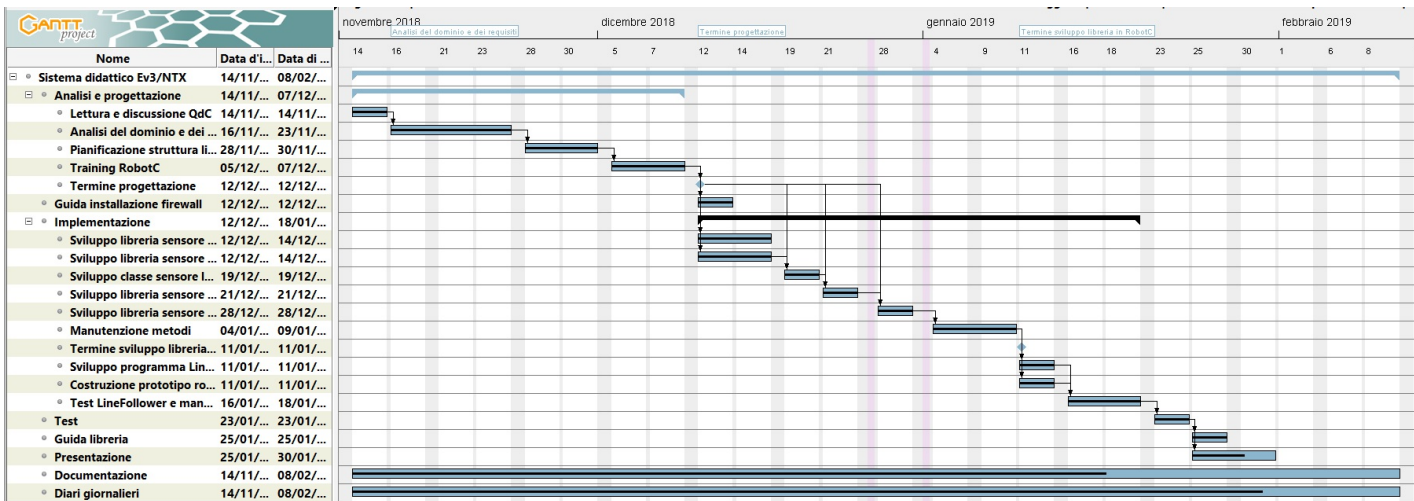 GANTT
project
novembre 2018 dicembre 2018 gennaio 2019 febbraio 2019
Analisi del dominio e dei requisiti Termine progettazione Termine sviluppo libreria in RobotC
Nome Data d'i... Data di ...
14 16 21 23 28 30 5 7 12 14 19 21 28 4 9 11 16 18 23 25 30 1 6 8
Sistema didattico Ev3/NTX 14/11/... 08/02/...
Analisi e progettazione 14/11/... 07/12/...
Lettura e discussione QdC 14/11/... 14/11/...
Analisi del dominio e dei ... 16/11/... 23/11/...
Pianificazione struttura li... 28/11/... 30/11/...
Training RobotC 05/12/... 07/12/...
Termine progettazione 12/12/... 12/12/...
Guida installazione firewall 12/12/... 12/12/...
Implementazione 12/12/... 18/01/...
Sviluppo libreria sensore ... 12/12/... 14/12/...
Sviluppo libreria sensore ... 12/12/... 14/12/...
Sviluppo classe sensore l... 19/12/... 19/12/...
Sviluppo libreria sensore ... 21/12/... 21/12/...
Sviluppo libreria sensore ... 28/12/... 28/12/...
Manutenzione metodi 04/01/... 09/01/...
Termine sviluppo libreria... 11/01/... 11/01/...
Sviluppo programma Lin... 11/01/... 11/01/...
Costruzione prototipo ro... 11/01/... 11/01/...
Test LineFollower e man... 16/01/... 18/01/...
Test 23/01/... 23/01/...
Guida libreria 25/01/... 25/01/...
Presentazione 25/01/... 30/01/...
Documentazione 14/11/... 08/02/...
Diari giornalieri 14/11/... 08/02/...